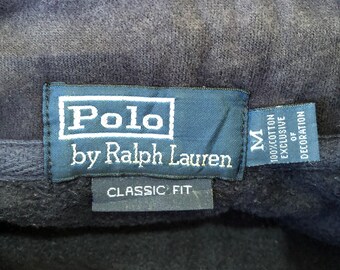 Polo
by Ralph Lauren
CLASSIC FIT
M
100% COTTON
EXCLUSIVE
OF
DECORATION